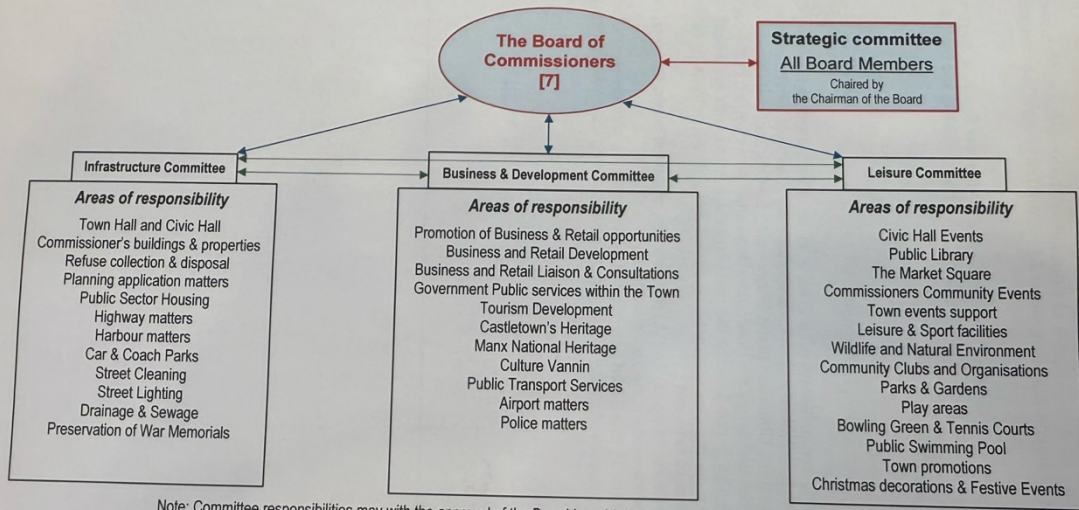 The Board of
Commissioners
[7]
Strategic committee
All Board Members
Chaired by
the Chairman of the Board
Infrastructure Committee
Areas of responsibility
Town Hall and Civic Hall
Commissioner's buildings & properties
Refuse collection & disposal
Planning application matters
Public Sector Housing
Highway matters
Harbour matters
Car & Coach Parks
Street Cleaning
Street Lighting
Drainage & Sewage
Preservation of War Memorials
Business & Development Committee
Areas of responsibility
Promotion of Business & Retail opportunities
Business and Retail Development
Business and Retail Liaison & Consultations
Government Public services within the Town
Tourism Development
Castletown's Heritage
Manx National Heritage
Culture Vannin
Public Transport Services
Airport matters
Police matters
Leisure Committee
Areas of responsibility
Civic Hall Events
Public Library
The Market Square
Commissioners Community Events
Town events support
Leisure & Sport facilities
Wildlife and Natural Environment
Community Clubs and Organisations
Parks & Gardens
Play areas
Bowling Green & Tennis Courts
Public Swimming Pool
Town promotions
Christmas decorations & Festive Events
Note: Committee responsibilities may with the approval of the Board